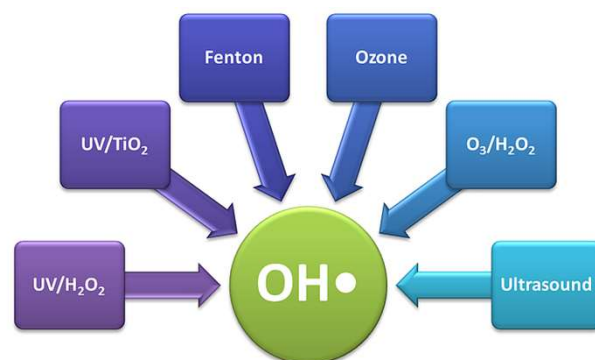 Fenton
Ozone
UV/TiO₂
O₃/H₂O₂
UV/H₂O₂
OH•
Ultrasound